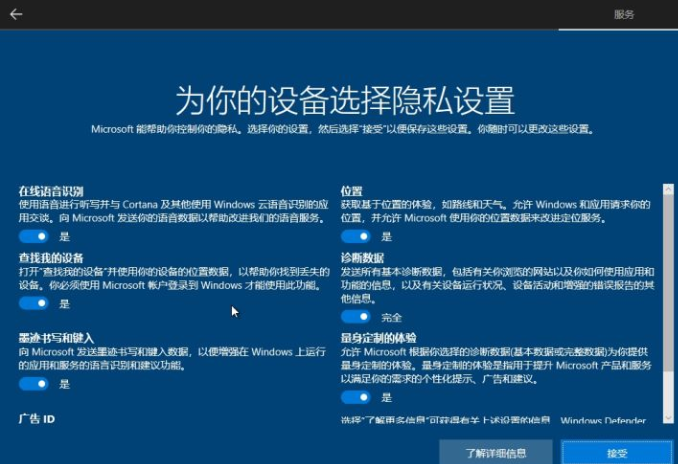 服务
为你的设备选择隐私设置
Microsoft 能帮助你控制你的隐私。选择你的设置，然后选择“接受”以便保存这些设置。你随时可以更改这些设置。
在线语音识别
使用语音进行听写并与 Cortana 及其他使用 Windows 云语音识别的应
用交谈。向 Microsoft 发送你的语音数据以帮助改进我们的语音服务。
是
查找我的设备
打开“查找我的设备”并使用你的设备的位置数据，以帮助你找到丢失的
设备。你必须使用 Microsoft 帐户登录到 Windows 才能使用此功能。
是
墨迹书写和键入
向 Microsoft 发送墨迹书写和键入数据，以便增强在 Windows 上运行
的应用和服务的语言识别和建议功能。
是
广告 ID
位置
获取基于位置的体验，如路线和天气。允许 Windows 和应用请求你的
位置，并允许 Microsoft 使用你的位置数据来改进定位服务。
是
诊断数据
发送所有基本诊断数据，包括有关你浏览的网站以及你如何使用应用和
功能的信息，以及有关设备运行状况、设备活动和增强的错误报告的其
他信息。
完全
量身定制的体验
允许 Microsoft 根据你选择的诊断数据(基本数据或完整数据)为你提供
量身定制的体验。量身定制的体验是指用于提升 Microsoft 产品和服务
以满足你的需求的个性化提示、广告和建议。
是
选择“了解更多信息”可获得有关上述设置的信息、Windows Defender
了解详细信息
接受